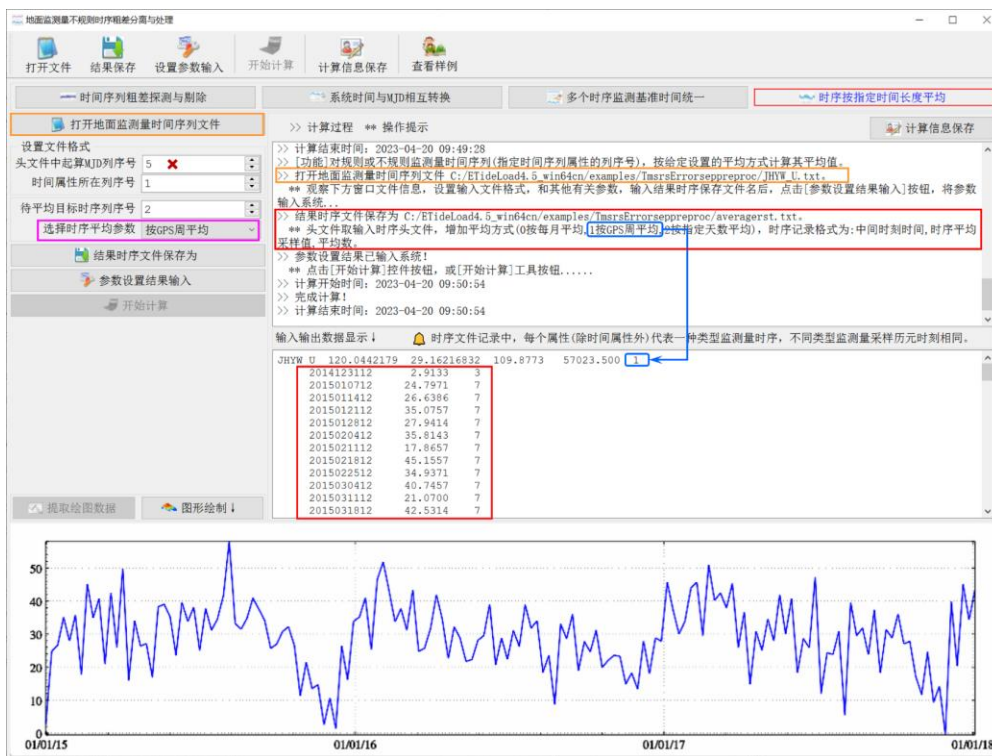 地面监测量不规则时序粗差分离与处理
打开文件 结果保存 设置参数输入 开始计算 计算信息保存 查看样例
时间序列粗差探测与剔除 系统时间与MJD相互转换 多个时序监测基准时间统一 时序按指定时间长度平均
打开地面监测量时间序列文件
设置文件格式
头文件中起算MJD列序号 5
时间属性所在列序号 1
待平均目标时序列序号 2
选择时序平均参数 按GPS周平均
结果时序文件保存为
参数设置结果输入
开始计算
提取绘图数据 图形绘制↓
>> 计算过程 ** 操作提示 计算信息保存
>> 计算结束时间: 2023-04-20 09:49:28
>> [功能]对规则或不规则监测量时间序列(指定时间序列属性的列序号), 按给定设置的平均方式计算其平均值。
>> 打开地面监测量时间序列文件 C:/ETideLoad4.5_win64cn/examples/TmsrsErrorseppreproc/JHYW_U.txt。
** 观察下方窗口文件信息, 设置输入文件格式, 和其他有关参数, 输入结果时序保存文件名后, 点击[参数设置结果输入]按钮, 将参数
输入系统...
>> 结果时序文件保存为 C:/ETideLoad4.5_win64cn/examples/TmsrsErrorseppreproc/averagerst.txt。
** 头文件取输入时序头文件, 增加平均方式(0按每月平均,1按GPS周平均,2按指定天数平均), 时序记录格式为:中间时刻时间,时序平均
采样值,平均数。
>> 参数设置结果已输入系统!
** 点击[开始计算]控件按钮, 或[开始计算]工具按钮......
>> 计算开始时间: 2023-04-20 09:50:54
>> 完成计算!
>> 计算结束时间: 2023-04-20 09:50:54
输入输出数据显示↓ 时序文件记录中, 每个属性(除时间属性外)代表一种类型监测量时序, 不同类型监测量采样历元时刻相同。
JHYW_U 120.0442179 29.16216832 109.8773 57023.500 1
2014123112 2.9133 3
2015010712 24.7971 7
2015011412 26.6386 7
2015012112 35.0757 7
2015012812 27.9414 7
2015020412 35.8143 7
2015021112 17.8657 7
2015021812 45.1557 7
2015022512 34.9371 7
2015030412 40.7457 7
2015031112 21.0700 7
2015031812 42.5314 7
50
40
30
20
10
0
01/01/15 01/01/16 01/01/17 01/01/18